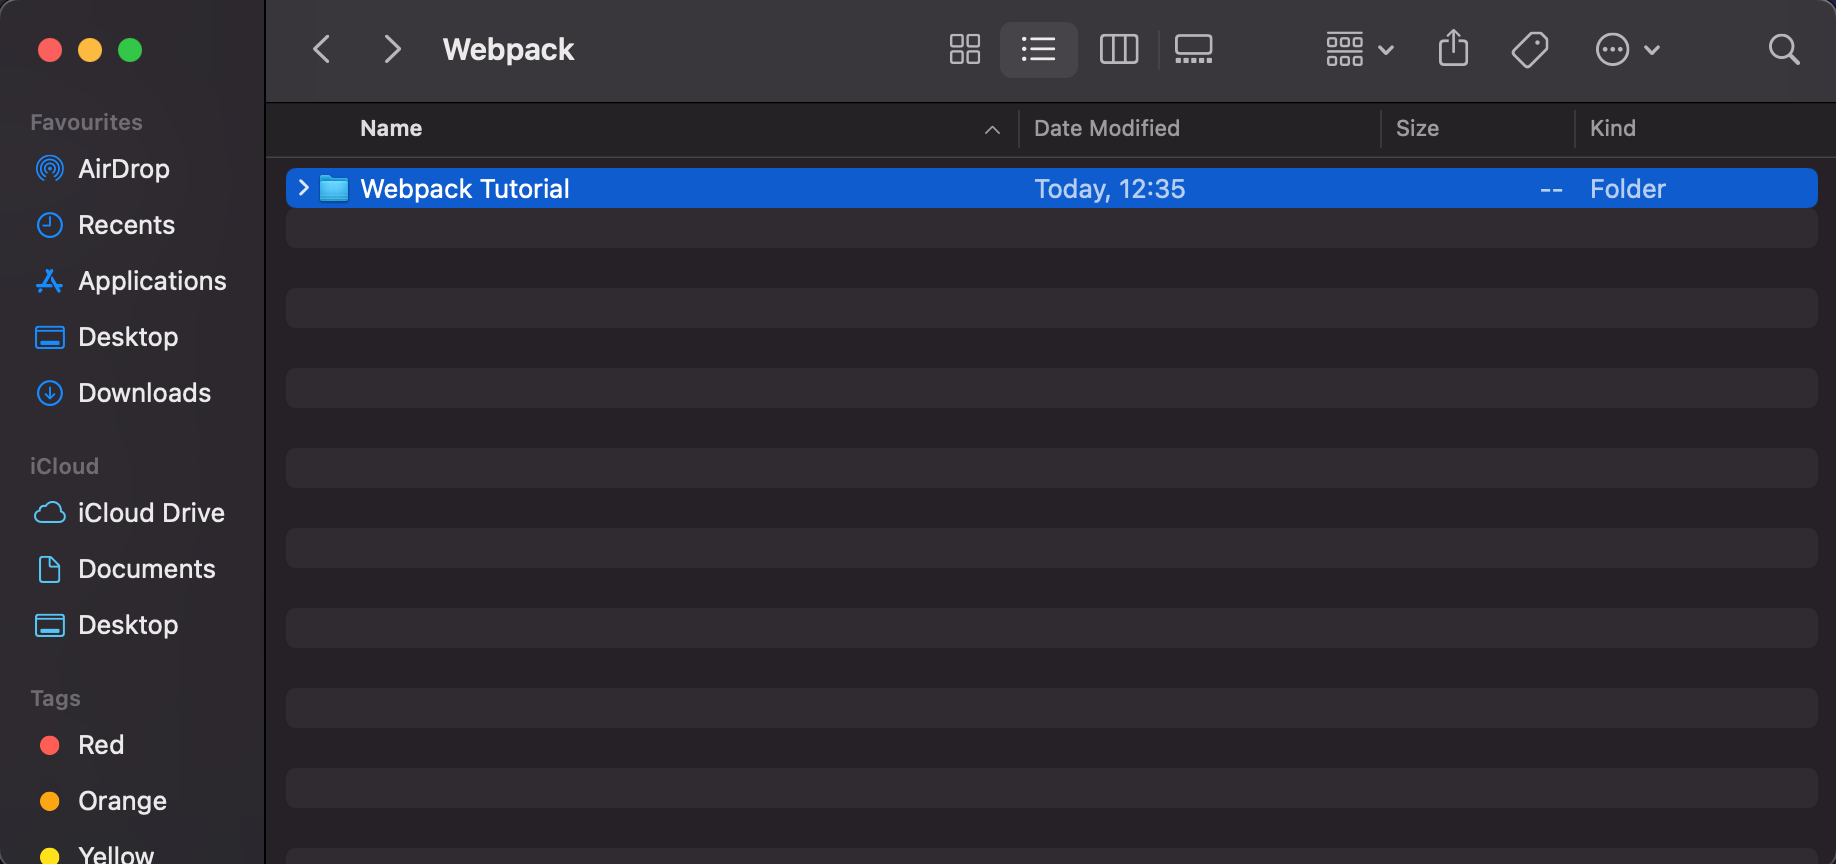 Webpack
Favourites
AirDrop
Recents
Applications
Desktop
Downloads
iCloud
iCloud Drive
Documents
Desktop
Tags
Red
Orange
Yellow
Name Date Modified Size Kind
Webpack Tutorial Today, 12:35 -- Folder